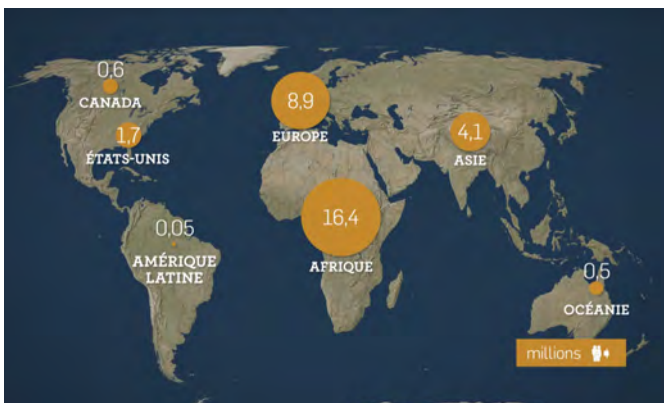 0,6
CANADA
1,7
ÉTATS-UNIS
8,9
EUROPE
4,1
ASIE
16,4
AFRIQUE
0,05
AMÉRIQUE
LATINE
0,5
OCÉANIE
millions